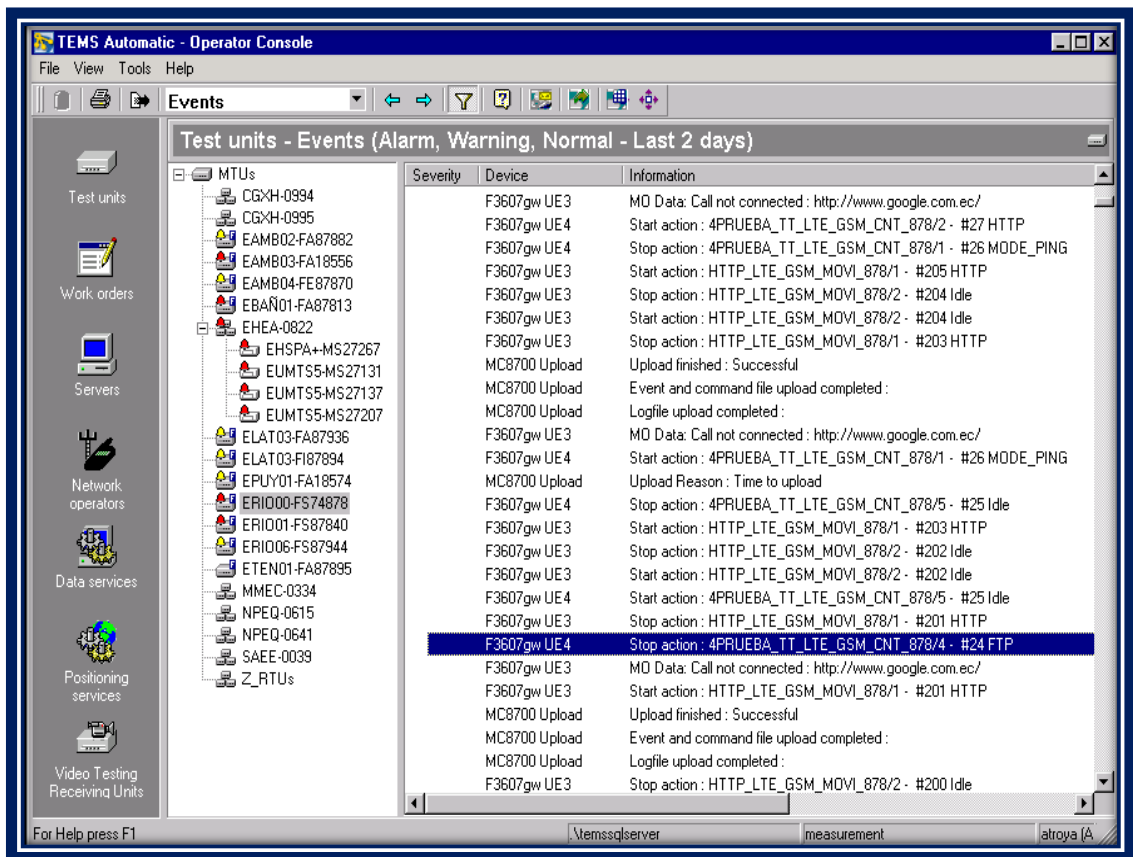 TEMS Automatic - Operator Console
File View Tools Help
Events
Test units - Events (Alarm, Warning, Normal - Last 2 days)
Test units
Work orders
Servers
Network
operators
Data services
Positioning
services
Video Testing
Receiving Units
MTUs
CGXH-0994
CGXH-0995
EAMB02-FA87882
EAMB03-FA18556
EAMB04-FE87870
EBAÑ01-FA87813
EHEA-0822
EHSPA+-MS27267
EUMTS5-MS27131
EUMTS5-MS27137
EUMTS5-MS27207
ELAT03-FA87936
ELAT03-FI87894
EPUY01-FA18574
ERIO00-FS74878
ERIO01-FS87840
ERIO06-FS87944
ETEN01-FA87895
MMEC-0334
NPEQ-0615
NPEQ-0641
SAEE-0039
Z_RTUs
Severity Device Information
F3607gw UE3 MO Data: Call not connected : http://www.google.com.ec/
F3607gw UE4 Start action : 4PRUEBA_TT_LTE_GSM_CNT_878/2 - #27 HTTP
F3607gw UE4 Stop action : 4PRUEBA_TT_LTE_GSM_CNT_878/1 - #26 MODE_PING
F3607gw UE3 Start action : HTTP_LTE_GSM_MOVI_878/1 - #205 HTTP
F3607gw UE3 Stop action : HTTP_LTE_GSM_MOVI_878/2 - #204 Idle
F3607gw UE3 Start action : HTTP_LTE_GSM_MOVI_878/2 - #204 Idle
F3607gw UE3 Stop action : HTTP_LTE_GSM_MOVI_878/1 - #203 HTTP
MC8700 Upload Upload finished : Successful
MC8700 Upload Event and command file upload completed :
MC8700 Upload Logfile upload completed :
F3607gw UE3 MO Data: Call not connected : http://www.google.com.ec/
F3607gw UE4 Start action : 4PRUEBA_TT_LTE_GSM_CNT_878/1 - #26 MODE_PING
MC8700 Upload Upload Reason : Time to upload
F3607gw UE4 Stop action : 4PRUEBA_TT_LTE_GSM_CNT_878/5 - #25 Idle
F3607gw UE3 Start action : HTTP_LTE_GSM_MOVI_878/1 - #203 HTTP
F3607gw UE3 Stop action : HTTP_LTE_GSM_MOVI_878/2 - #202 Idle
F3607gw UE3 Start action : HTTP_LTE_GSM_MOVI_878/2 - #202 Idle
F3607gw UE4 Start action : 4PRUEBA_TT_LTE_GSM_CNT_878/5 - #25 Idle
F3607gw UE3 Stop action : HTTP_LTE_GSM_MOVI_878/1 - #201 HTTP
F3607gw UE4 Stop action : 4PRUEBA_TT_LTE_GSM_CNT_878/4 - #24 FTP
F3607gw UE3 MO Data: Call not connected : http://www.google.com.ec/
F3607gw UE3 Start action : HTTP_LTE_GSM_MOVI_878/1 - #201 HTTP
MC8700 Upload Upload finished : Successful
MC8700 Upload Event and command file upload completed :
MC8700 Upload Logfile upload completed :
F3607gw UE3 Stop action : HTTP_LTE_GSM_MOVI_878/2 - #200 Idle
For Help press F1 .\temssqlserver measurement atroya (A